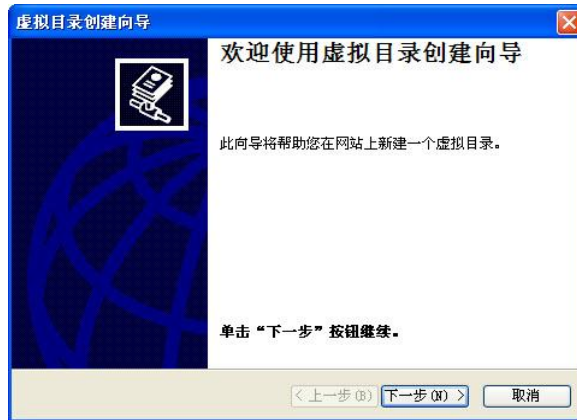 虚拟目录创建向导
欢迎使用虚拟目录创建向导
此向导将帮助您在网站上新建一个虚拟目录。
单击“下一步”按钮继续。
< 上一步(B) 下一步(N) > 取消